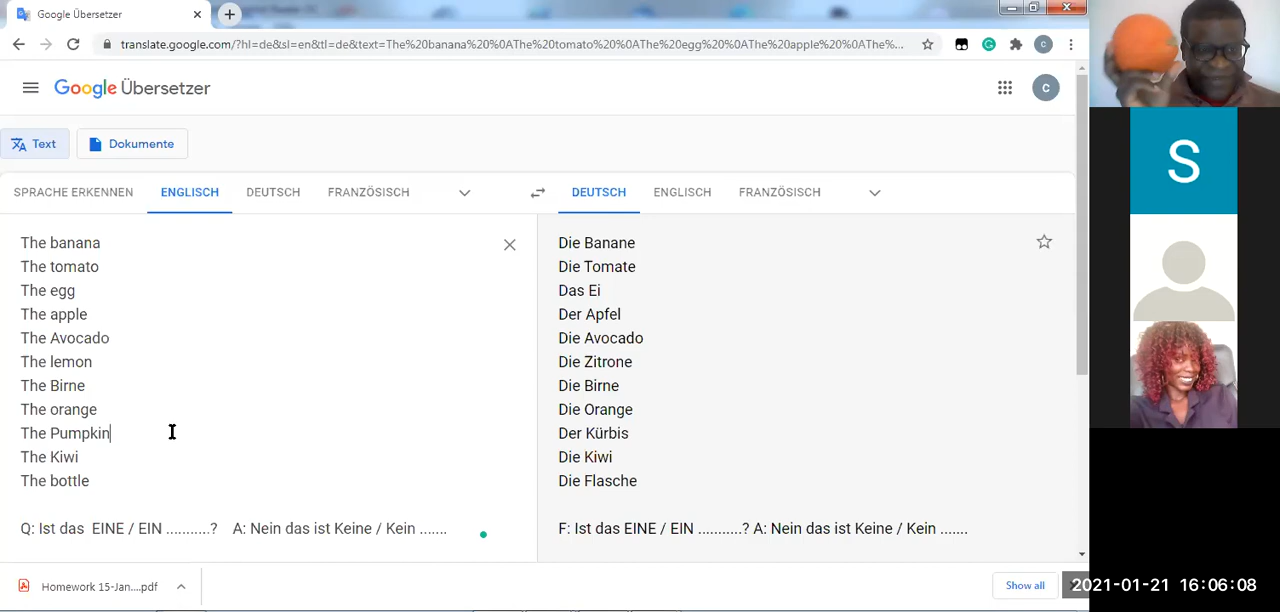 Google Übersetzer
translate.google.com/?hl=de&sl=en&tl=de&text=The%20banana%20%0AThe%20tomato%20%0AThe%20egg%20%0AThe%20apple%20%0AThe%...
Google Übersetzer
C
C
Text
Dokumente
SPRACHE ERKENNEN ENGLISCH DEUTSCH FRANZÖSISCH
DEUTSCH ENGLISCH FRANZÖSISCH
The banana
The tomato
The egg
The apple
The Avocado
The lemon
The Birne
The orange
The Pumpkin
The Kiwi
The bottle
Q: Ist das EINE / EIN ..........? A: Nein das ist Keine / Kein .......
Die Banane
Die Tomate
Das Ei
Der Apfel
Die Avocado
Die Zitrone
Die Birne
Die Orange
Der Kürbis
Die Kiwi
Die Flasche
F: Ist das EINE / EIN ..........? A: Nein das ist Keine / Kein .......
S
Homework 15-Jan....pdf
Show all
2021-01-21 16:06:08